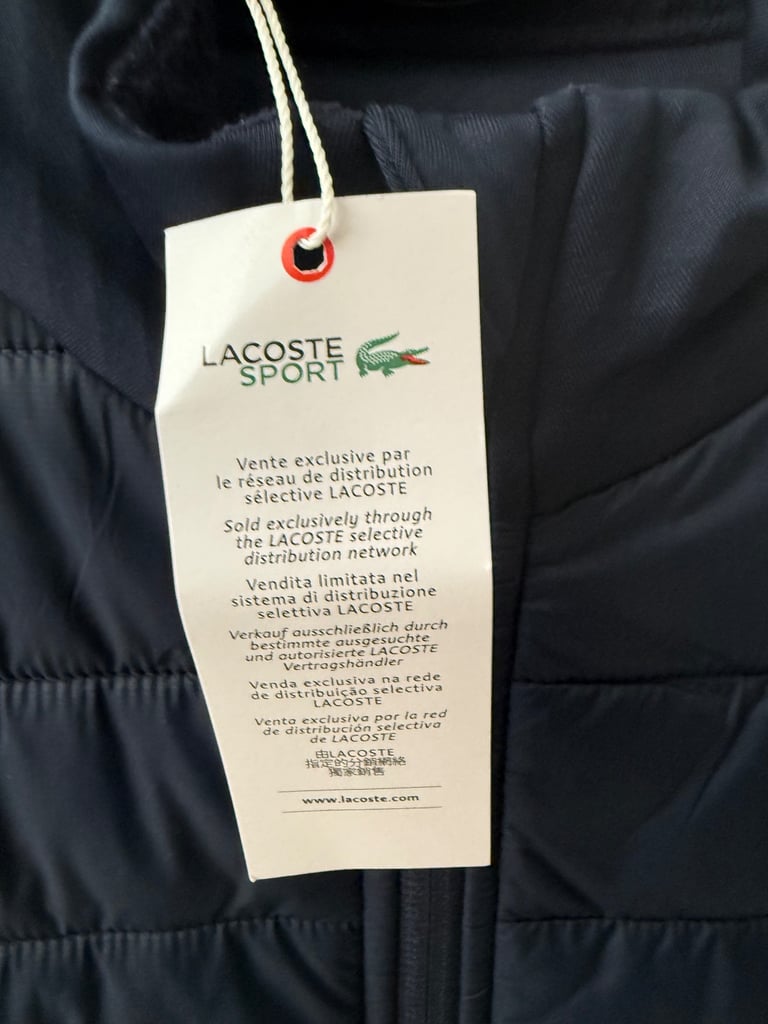 LACOSTE
SPORT
Vente exclusive par
le réseau de distribution
sélective LACOSTE
Sold exclusively through
the LACOSTE selective
distribution network
Vendita limitata nel
sistema di distribuzione
selettiva LACOSTE
Verkauf ausschließlich durch
bestimmte ausgesuchte
und autorisierte LACOSTE
Vertragshändler
Venda exclusiva na rede
de distribuição selectiva
LACOSTE
Venta exclusiva por la red
de distribución selectiva
de LACOSTE
由LACOSTE
指定的分銷網絡
獨家銷售
www.lacoste.com